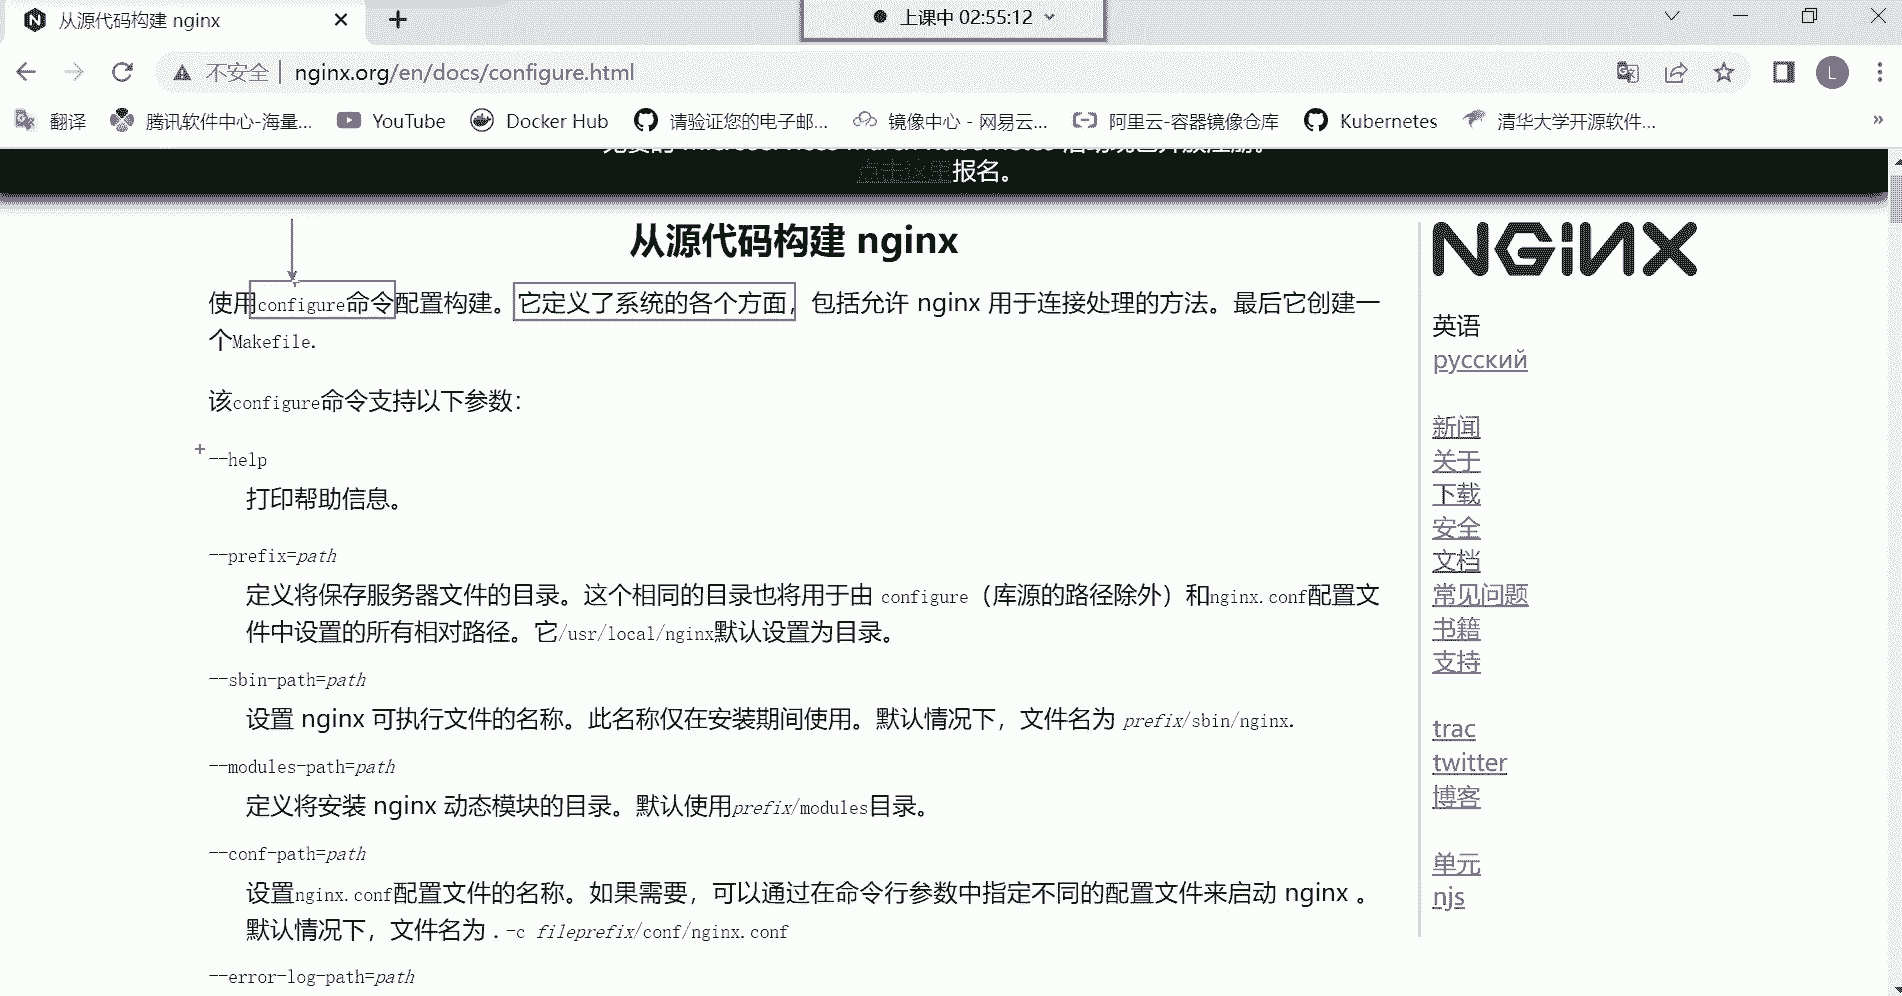 从源代码构建 nginx
上课中 02:55:12
不安全 nginx.org/en/docs/configure.html
L
翻译 腾讯软件中心-海量... YouTube Docker Hub 请验证您的电子邮... 镜像中心 - 网易云... 阿里云-容器镜像仓库 Kubernetes 清华大学开源软件... »
点击这里报名。
从源代码构建 nginx
使用configure命令配置构建。它定义了系统的各个方面，包括允许 nginx 用于连接处理的方法。最后它创建一
个Makefile.
该configure命令支持以下参数：
--help
打印帮助信息。
--prefix=path
定义将保存服务器文件的目录。这个相同的目录也将用于由 configure（库源的路径除外）和nginx.conf配置文
件中设置的所有相对路径。它/usr/local/nginx默认设置为目录。
--sbin-path=path
设置 nginx 可执行文件的名称。此名称仅在安装期间使用。默认情况下，文件名为 prefix/sbin/nginx.
--modules-path=path
定义将安装 nginx 动态模块的目录。默认使用prefix/modules目录。
--conf-path=path
设置nginx.conf配置文件的名称。如果需要，可以通过在命令行参数中指定不同的配置文件来启动 nginx 。
默认情况下，文件名为 . -c fileprefix/conf/nginx.conf
--error-log-path=path
NGINX
英语
русский
新闻
关于
下载
安全
文档
常见问题
书籍
支持
trac
twitter
博客
单元
njs